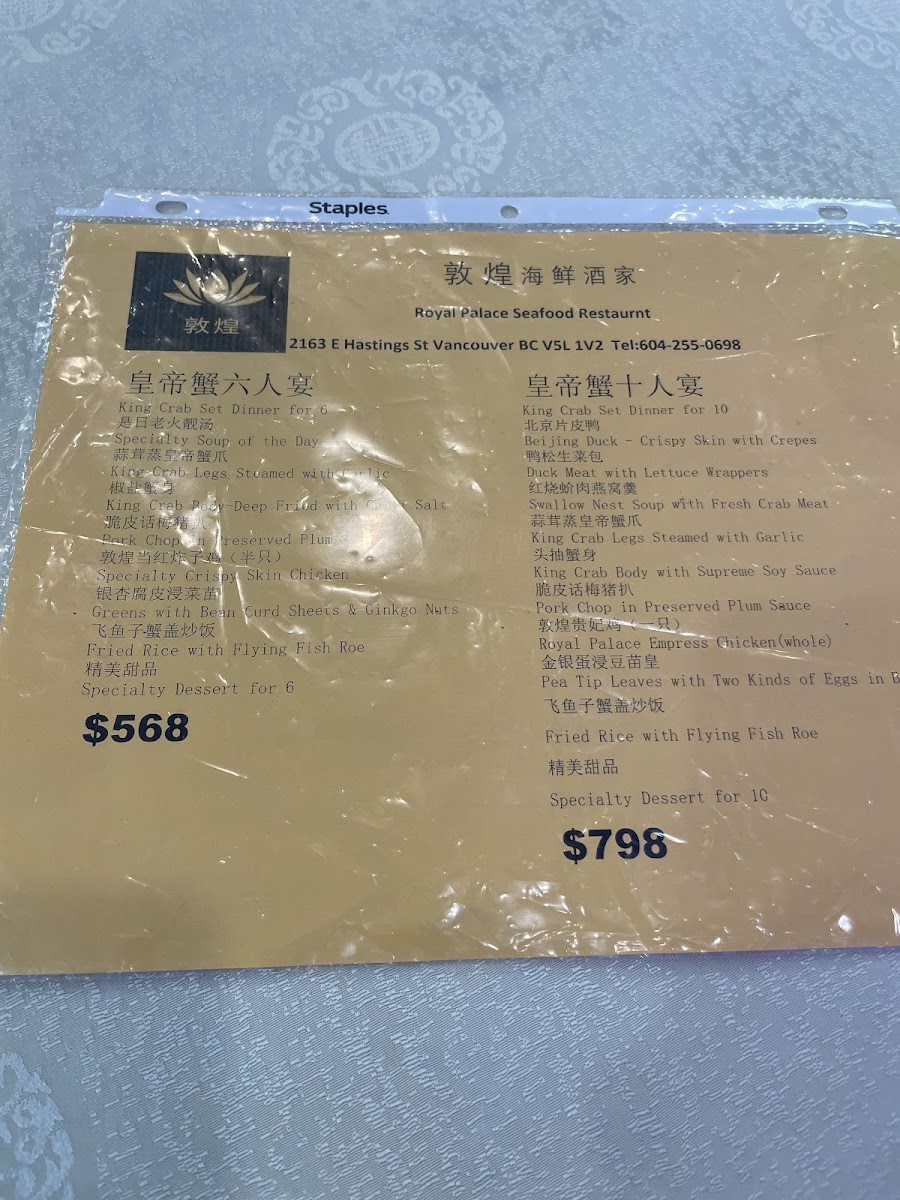 Staples
敦煌
敦煌海鲜酒家
Royal Palace Seafood Restaurnt
2163 E Hastings St Vancouver BC V5L 1V2 Tel:604-255-0698
皇帝蟹六人宴
King Crab Set Dinner for 6
是日老火靓汤
Specialty Soup of the Day
蒜茸蒸皇帝蟹爪
King Crab Legs Steamed with Garlic
椒盐蟹身
King Crab Body-Deep Fried with Salt
脆皮话梅猪扒
Pork Chop in Preserved Plum
敦煌当红炸子鸡（半只）
Specialty Crispy Skin Chicken
银杏腐皮浸菜苗
Greens with Bean Curd Sheets & Ginkgo Nuts
飞鱼子蟹盖炒饭
Fried Rice with Flying Fish Roe
精美甜品
Specialty Dessert for 6
$568
皇帝蟹十人宴
King Crab Set Dinner for 10
北京片皮鸭
Beijing Duck - Crispy Skin with Crepes
鸭松生菜包
Duck Meat with Lettuce Wrappers
红烧蚧肉燕窝羹
Swallow Nest Soup with Fresh Crab Meat
蒜茸蒸皇帝蟹爪
King Crab Legs Steamed with Garlic
头抽蟹身
King Crab Body with Supreme Soy Sauce
脆皮话梅猪扒
Pork Chop in Preserved Plum Sauce
敦煌贵妃鸡（一只）
Royal Palace Empress Chicken(whole)
金银蛋浸豆苗皇
Pea Tip Leaves with Two Kinds of Eggs in
飞鱼子蟹盖炒饭
Fried Rice with Flying Fish Roe
精美甜品
Specialty Dessert for 10
$798